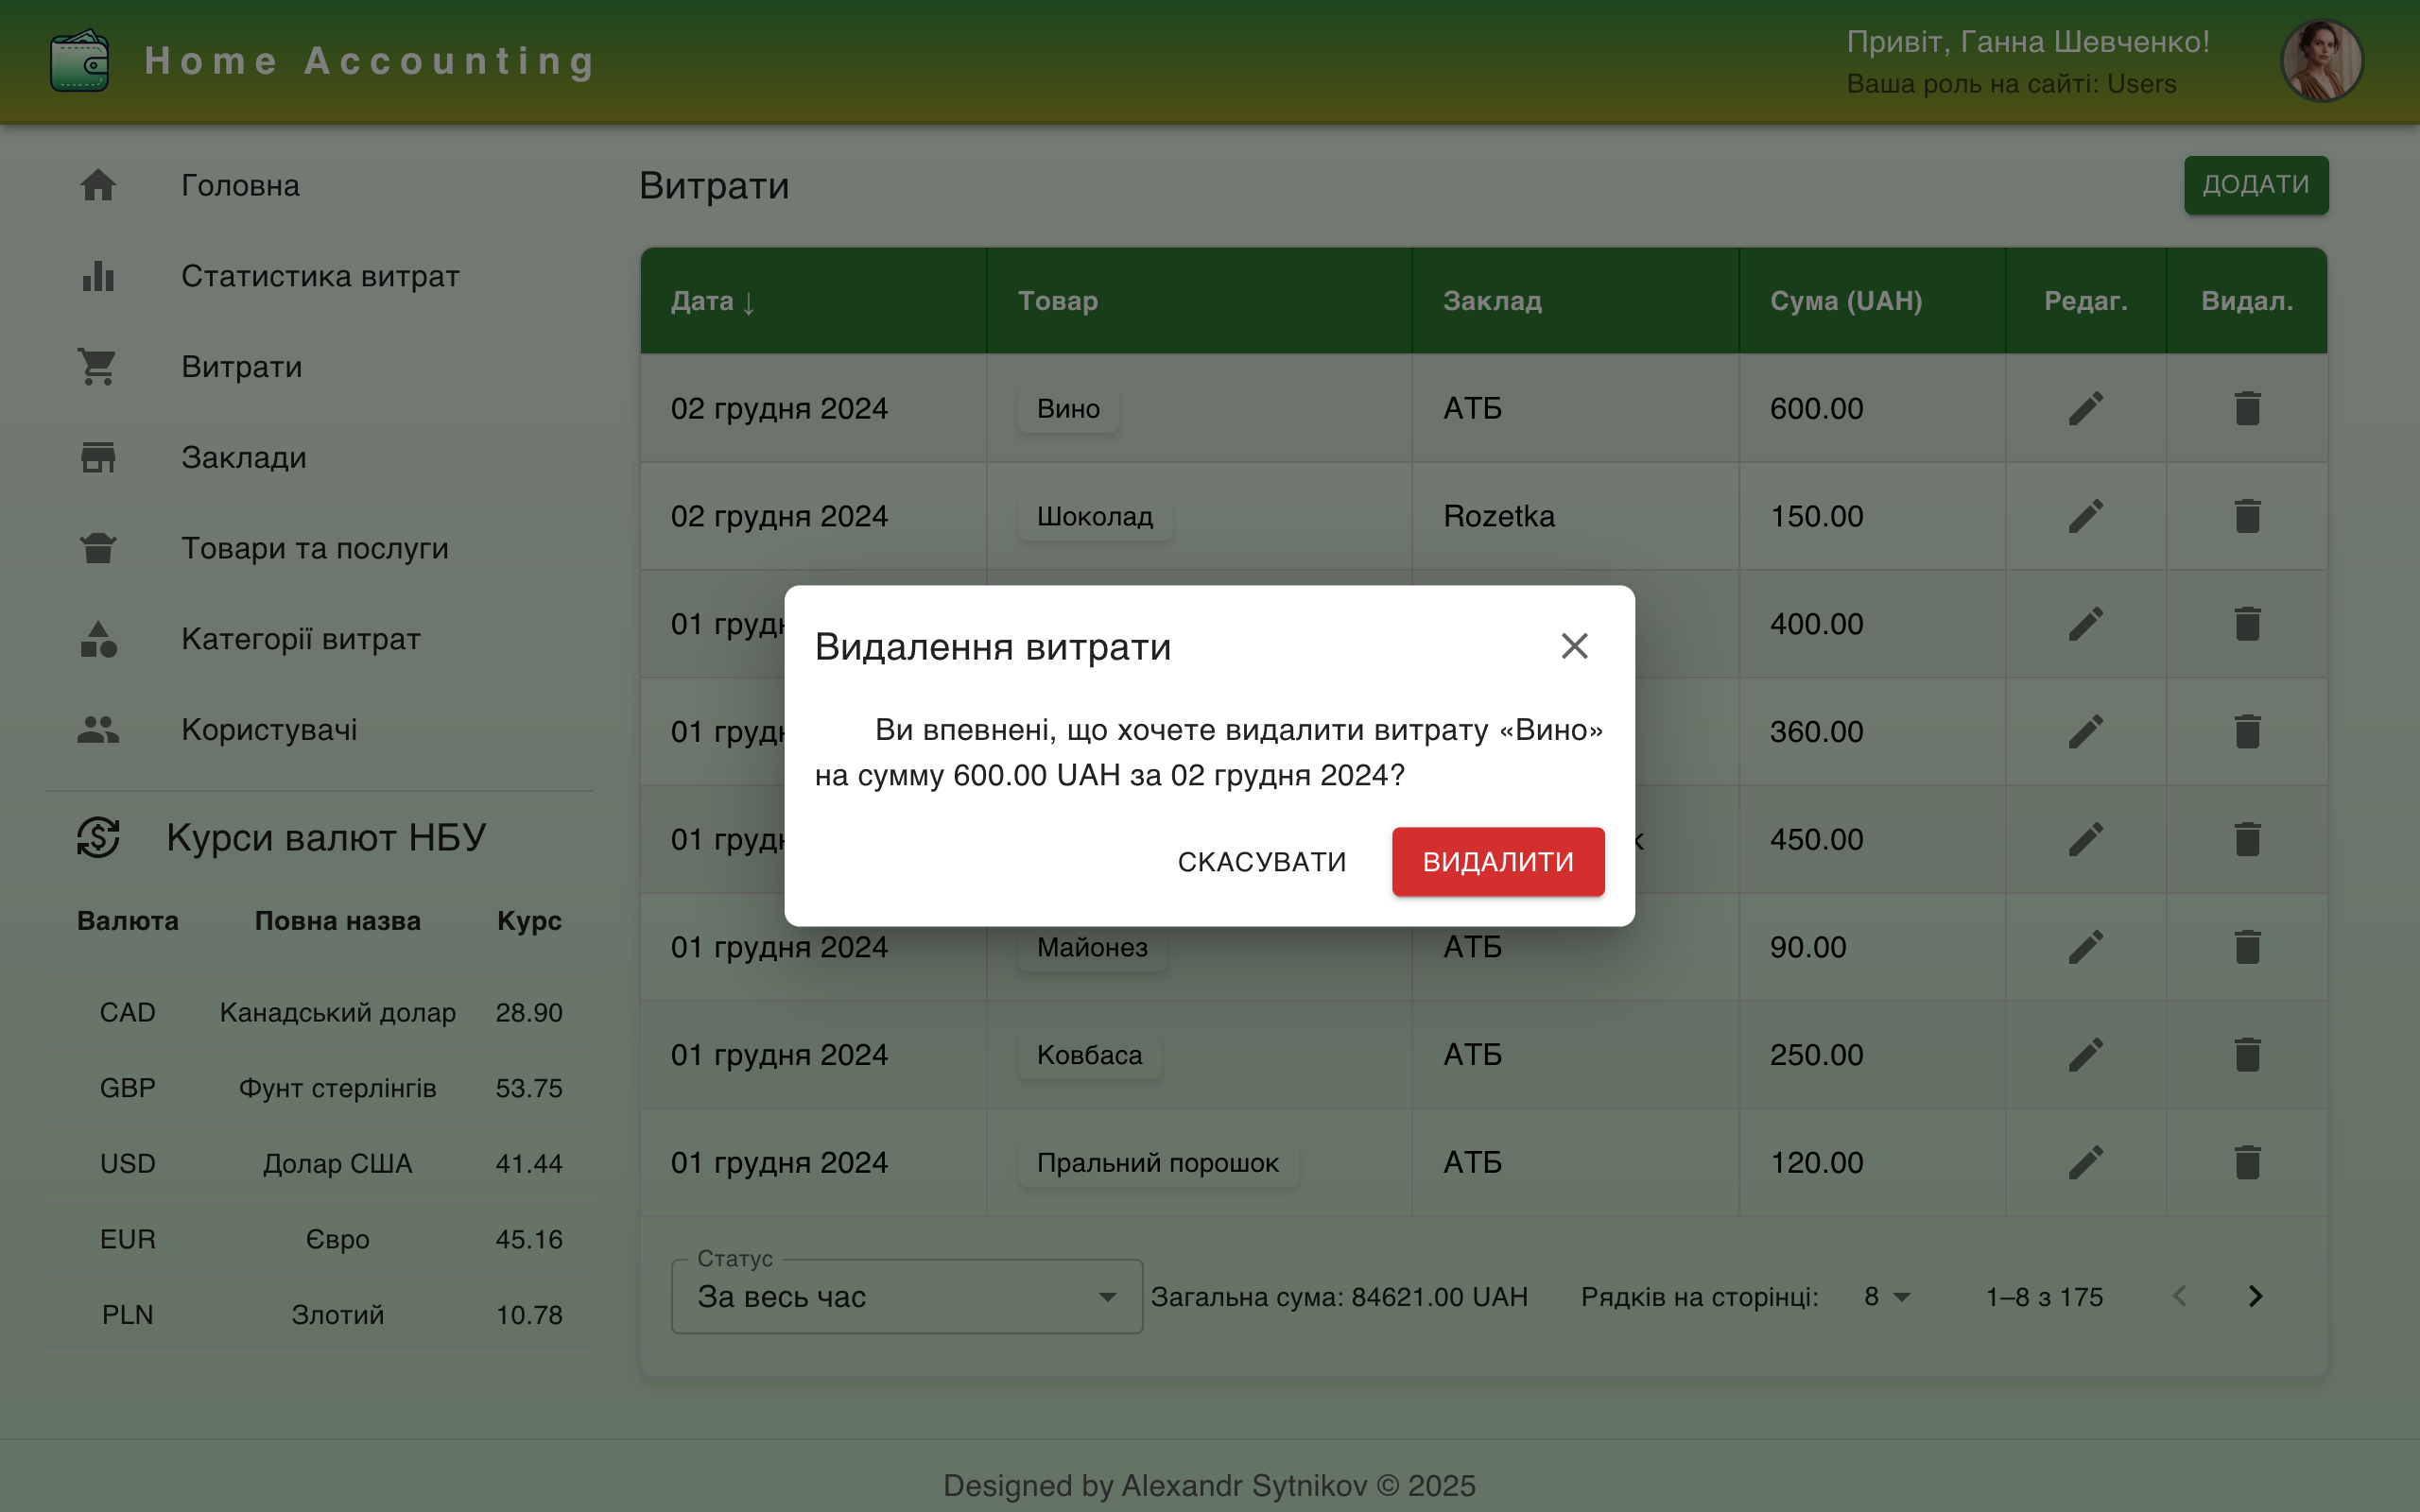 Home Accounting
Привіт, Ганна Шевченко!
Ваша роль на сайті: Users
Головна
Статистика витрат
Витрати
Заклади
Товари та послуги
Категорії витрат
Користувачі
Курси валют НБУ
Валюта Повна назва Курс
CAD Канадський долар 28.90
GBP Фунт стерлінгів 53.75
USD Долар США 41.44
EUR Євро 45.16
PLN Злотий 10.78
Витрати
ДОДАТИ
Дата ↓ Товар Заклад Сума (UAH) Редаг. Видал.
02 грудня 2024 Вино АТБ 600.00
02 грудня 2024 Шоколад Rozetka 150.00
01 400.00
01 360.00
01 450.00
01 грудня 2024 Майонез АТБ 90.00
01 грудня 2024 Ковбаса АТБ 250.00
01 грудня 2024 Пральний порошок АТБ 120.00
Видалення витрати
Ви впевнені, що хочете видалити витрату «Вино»
на сумму 600.00 UAH за 02 грудня 2024?
СКАСУВАТИ ВИДАЛИТИ
Статус
За весь час Загальна сума: 84621.00 UAH Рядків на сторінці: 8 1–8 з 175
Designed by Alexandr Sytnikov © 2025